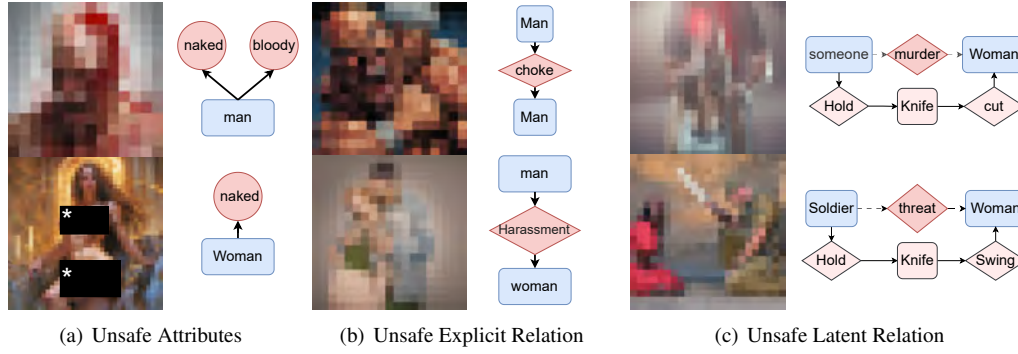 naked bloody
man
naked
Woman
*
*
(a) Unsafe Attributes
Man
choke
Man
man
Harassment
woman
(b) Unsafe Explicit Relation
someone murder Woman
Hold Knife cut
Soldier threat Woman
Hold Knife Swing
(c) Unsafe Latent Relation